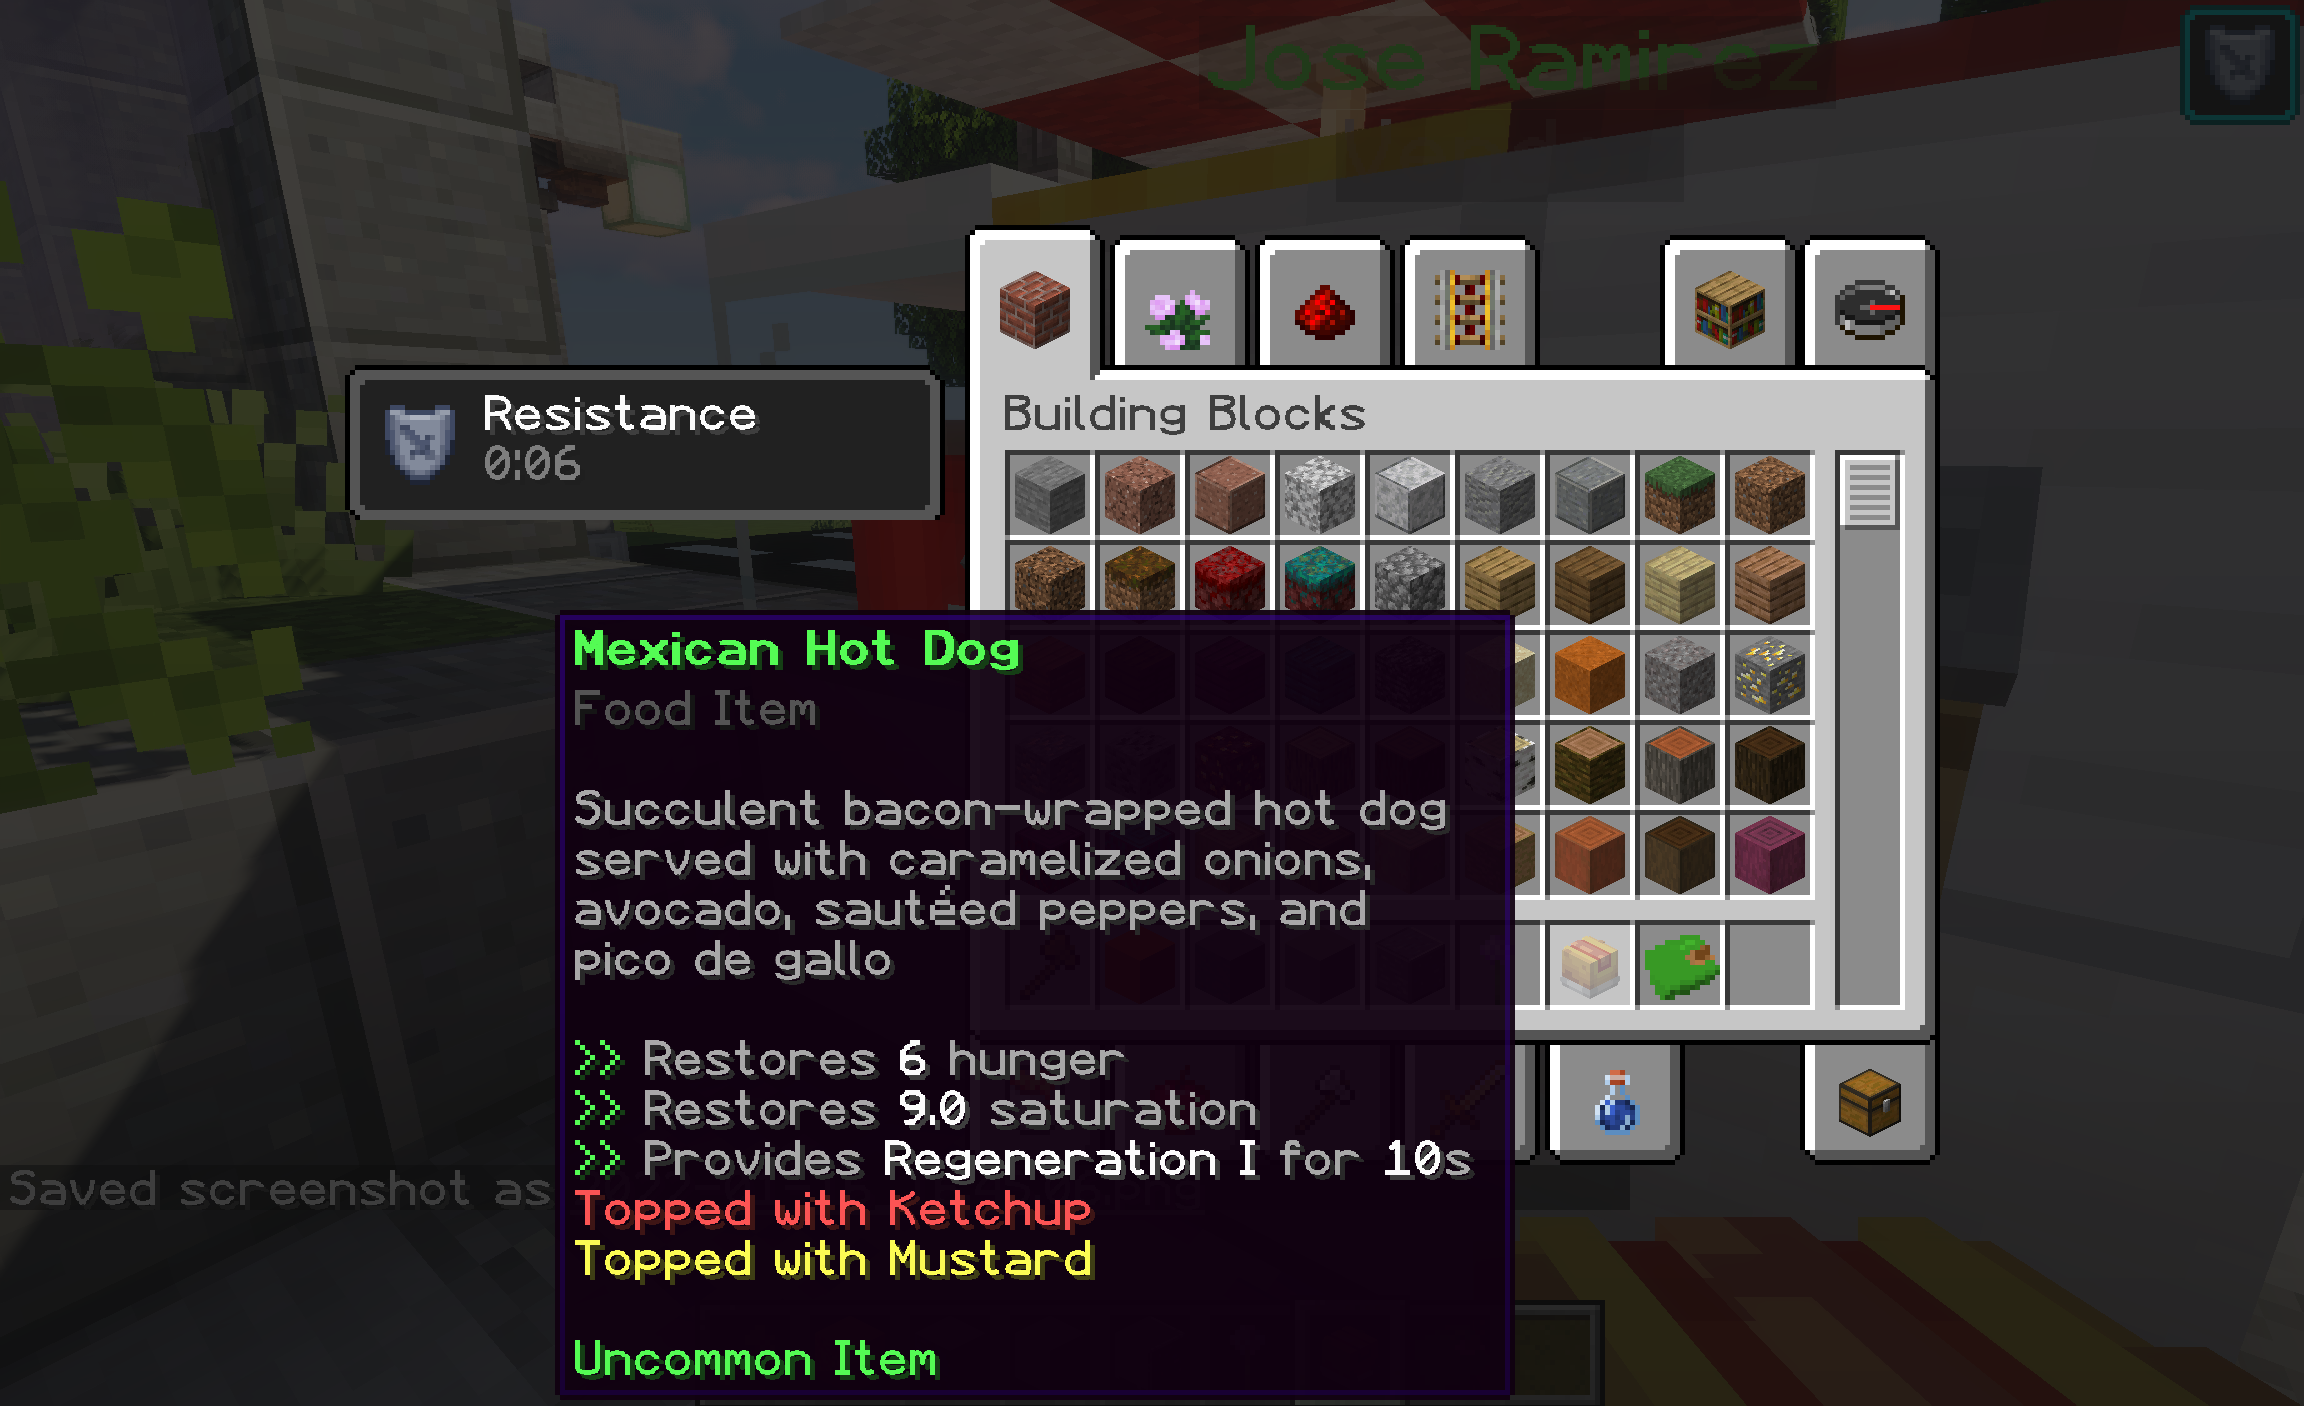 Jose Ramirez
Resistance
0:06
Building Blocks
Mexican Hot Dog
Food Item
Succulent bacon-wrapped hot dog
served with caramelized onions,
avocado, sautéed peppers, and
pico de gallo
>> Restores 6 hunger
>> Restores 9.0 saturation
>> Provides Regeneration I for 10s
Saved screenshot as
Topped with Ketchup
Topped with Mustard
Uncommon Item